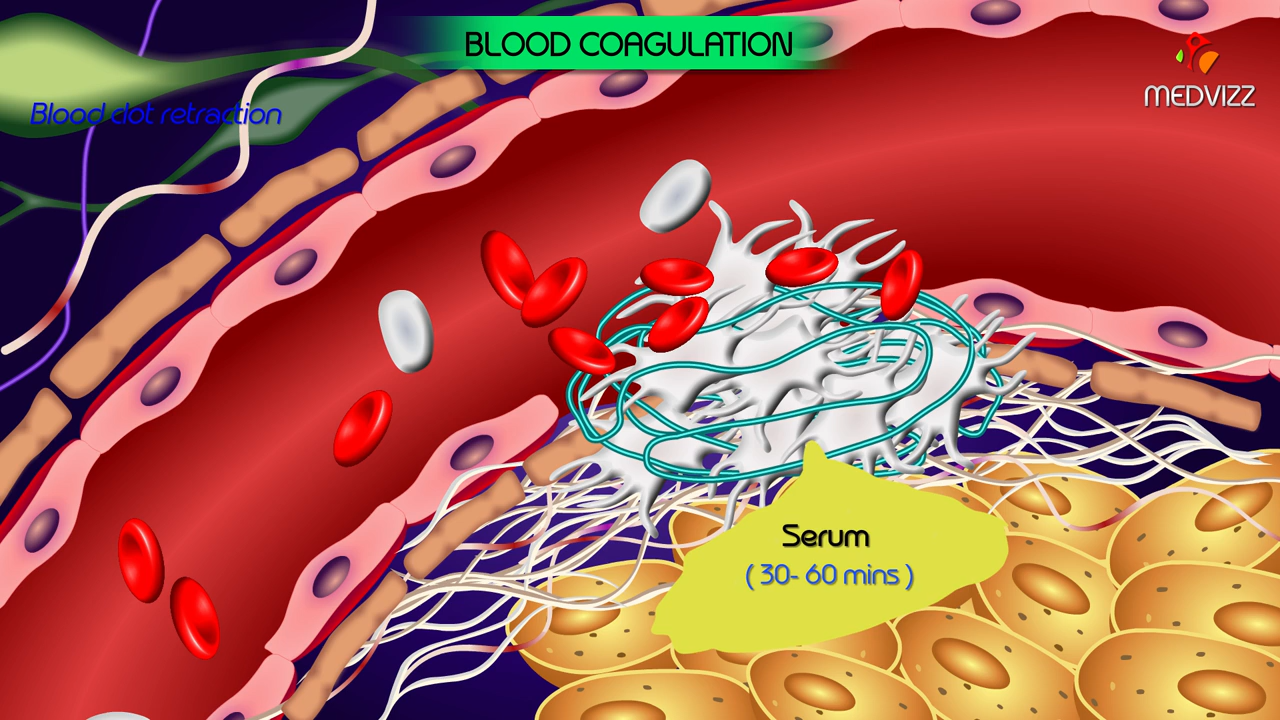 BLOOD COAGULATION
MEDVIZZ
Blood clot retraction
Serum
( 30- 60 mins )